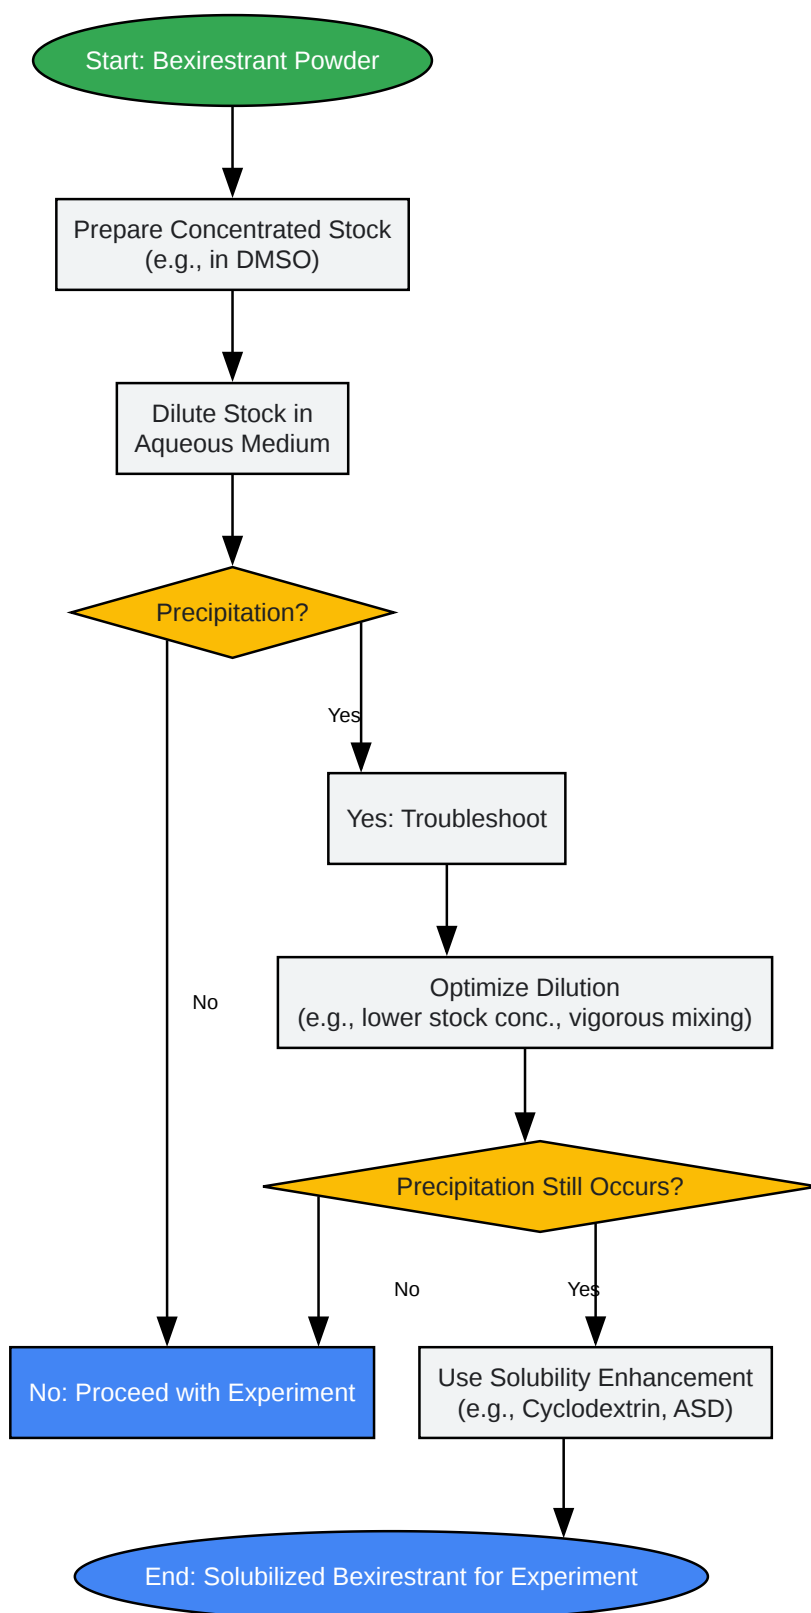 Start: Bexirestrant Powder
Prepare Concentrated Stock
(e.g., in DMSO)
Dilute Stock in
Aqueous Medium
Precipitation?
Yes
Yes: Troubleshoot
Optimize Dilution
(e.g., lower stock conc., vigorous mixing)
No
Precipitation Still Occurs?
No
Yes
No: Proceed with Experiment
Use Solubility Enhancement
(e.g., Cyclodextrin, ASD)
End: Solubilized Bexirestrant for Experiment